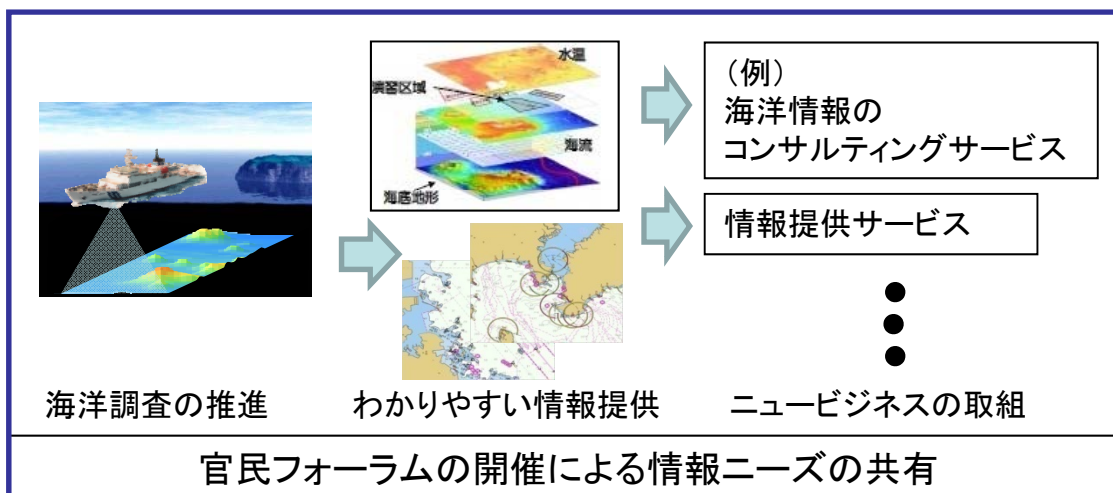 水温
演習区域
海流
海底地形
(例)
海洋情報の
コンサルティングサービス
情報提供サービス
海洋調査の推進
わかりやすい情報提供
ニュービジネスの取組
官民フォーラムの開催による情報ニーズの共有